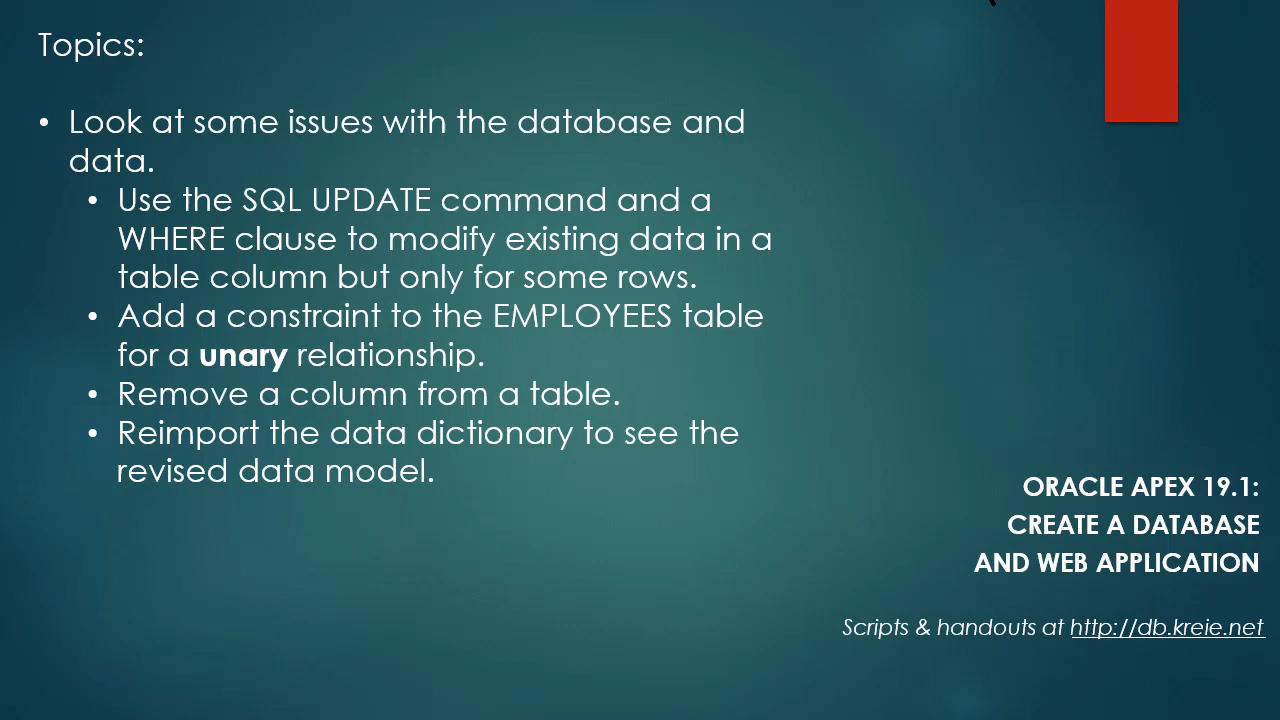 Topics:
• Look at some issues with the database and
data.
• Use the SQL UPDATE command and a
WHERE clause to modify existing data in a
table column but only for some rows.
• Add a constraint to the EMPLOYEES table
for a unary relationship.
• Remove a column from a table.
• Reimport the data dictionary to see the
revised data model.
ORACLE APEX 19.1:
CREATE A DATABASE
AND WEB APPLICATION
Scripts & handouts at http://db.kreie.net